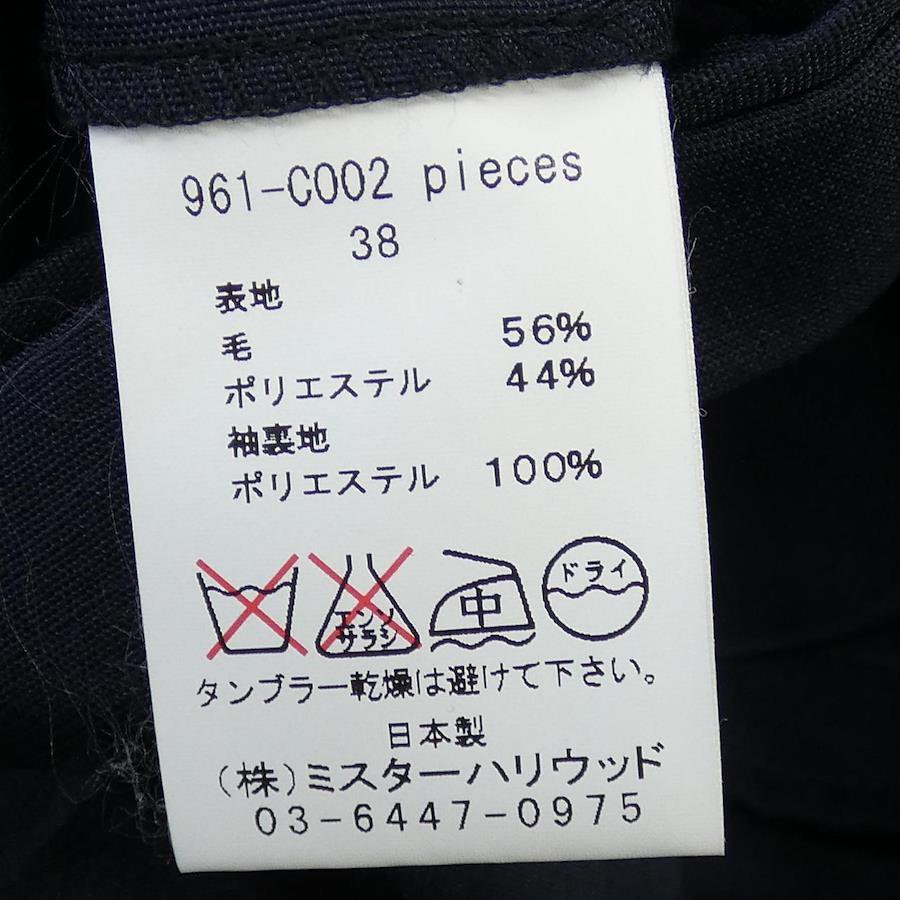 961-C002 pieces
38
表地
毛 56%
ポリエステル 44%
袖裏地
ポリエステル 100%
エンソ
サラシ
中
ドライ
タンブラー乾燥は避けて下さい。
日本製
(株)ミスターハリウッド
03-6447-0975